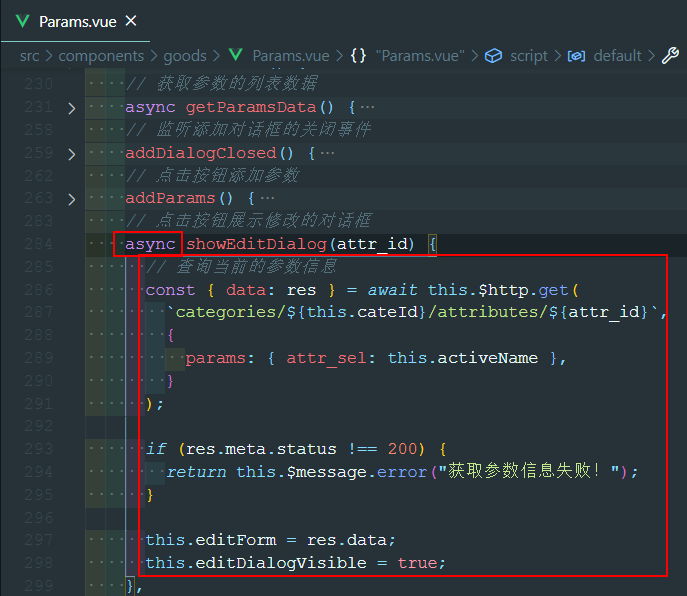 Params.vue ×
src > components > goods > Params.vue > {} "Params.vue" > script > default >
230 // 获取参数的列表数据
231 > async getParamsData() { ···
258 // 监听添加对话框的关闭事件
259 > addDialogClosed() { ···
262 // 点击按钮添加参数
263 > addParams() { ···
283 // 点击按钮展示修改的对话框
284 async showEditDialog(attr_id) {
285 // 查询当前的参数信息
286 const { data: res } = await this.$http.get(
287 `categories/${this.cateId}/attributes/${attr_id}`,
288 {
289 params: { attr_sel: this.activeName },
290 }
291 );
292
293 if (res.meta.status !== 200) {
294 return this.$message.error("获取参数信息失败！");
295 }
296
297 this.editForm = res.data;
298 this.editDialogVisible = true;
299 },